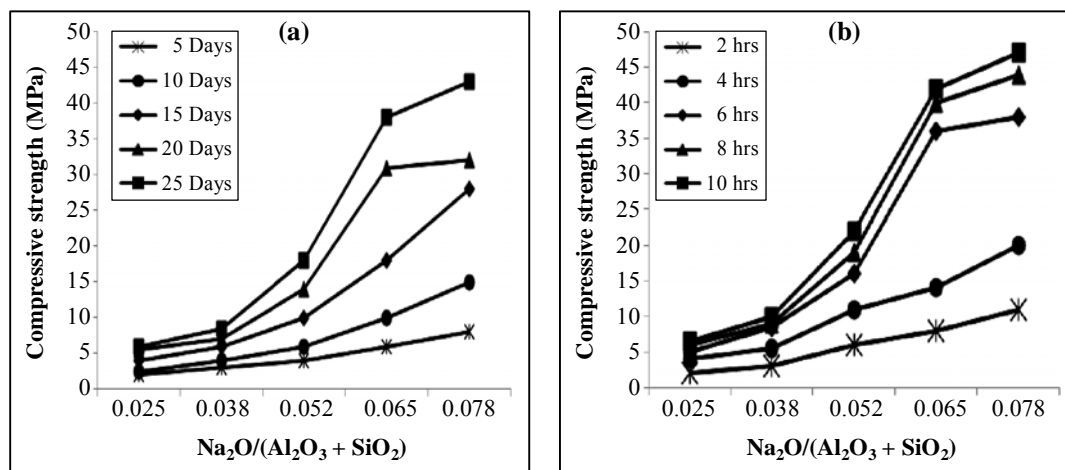 (a)
Compressive strength (MPa)
50
45
40
35
30
25
20
15
10
5
0
5 Days
10 Days
15 Days
20 Days
25 Days
0.025 0.038 0.052 0.065 0.078
Na₂O/(Al₂O₃ + SiO₂)
(b)
Compressive strength (MPa)
50
45
40
35
30
25
20
15
10
5
0
2 hrs
4 hrs
6 hrs
8 hrs
10 hrs
0.025 0.038 0.052 0.065 0.078
Na₂O/(Al₂O₃ + SiO₂)